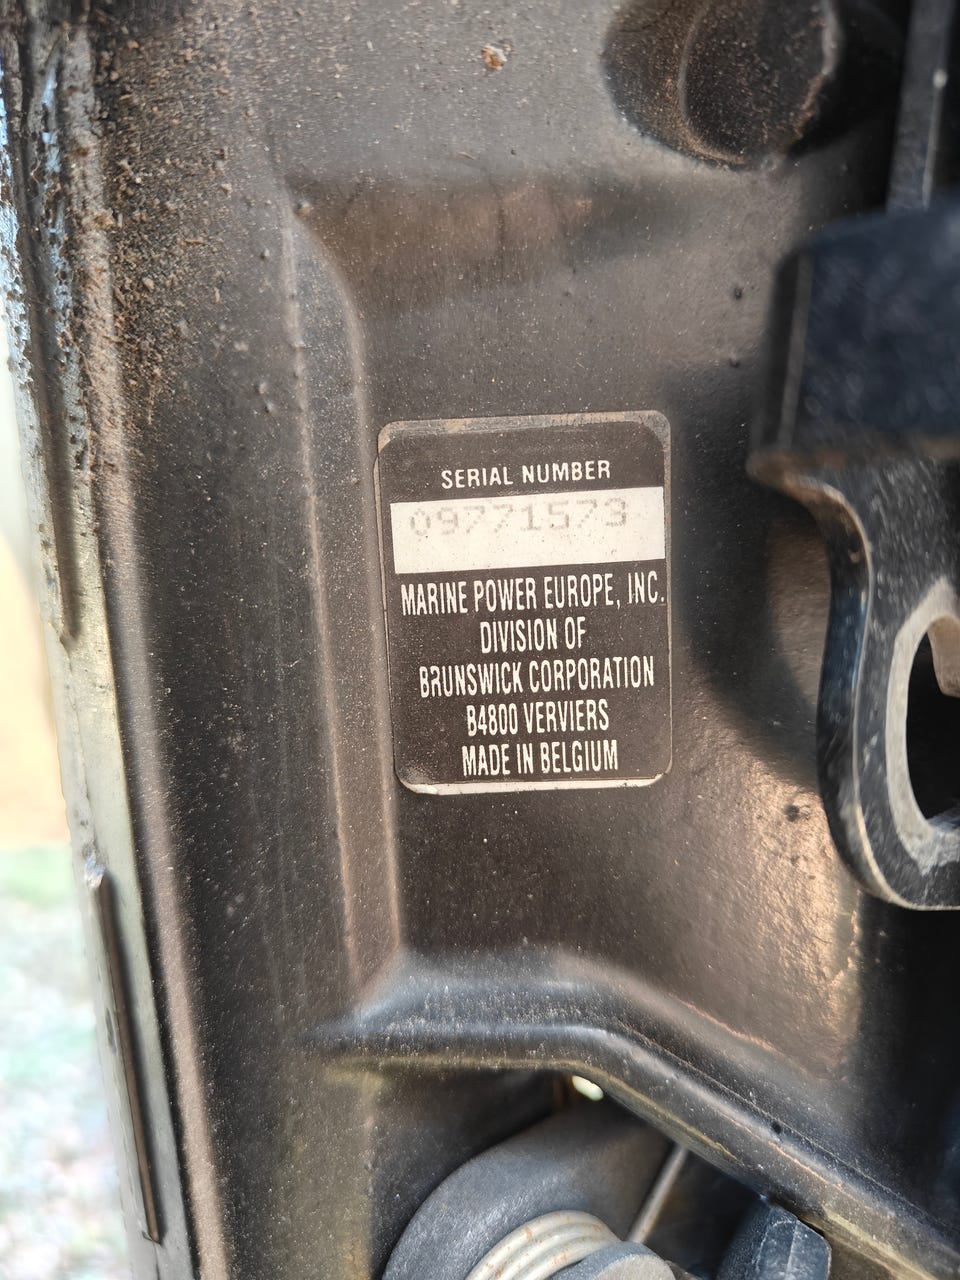 SERIAL NUMBER
09771573
MARINE POWER EUROPE, INC.
DIVISION OF
BRUNSWICK CORPORATION
B4800 VERVIERS
MADE IN BELGIUM